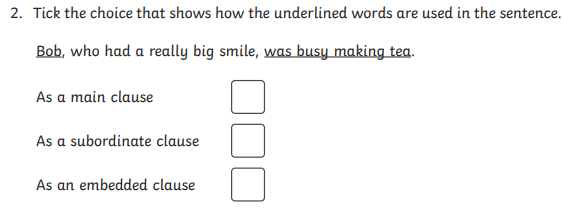 2. Tick the choice that shows how the underlined words are used in the sentence.
Bob, who had a really big smile, was busy making tea.
As a main clause
As a subordinate clause
As an embedded clause